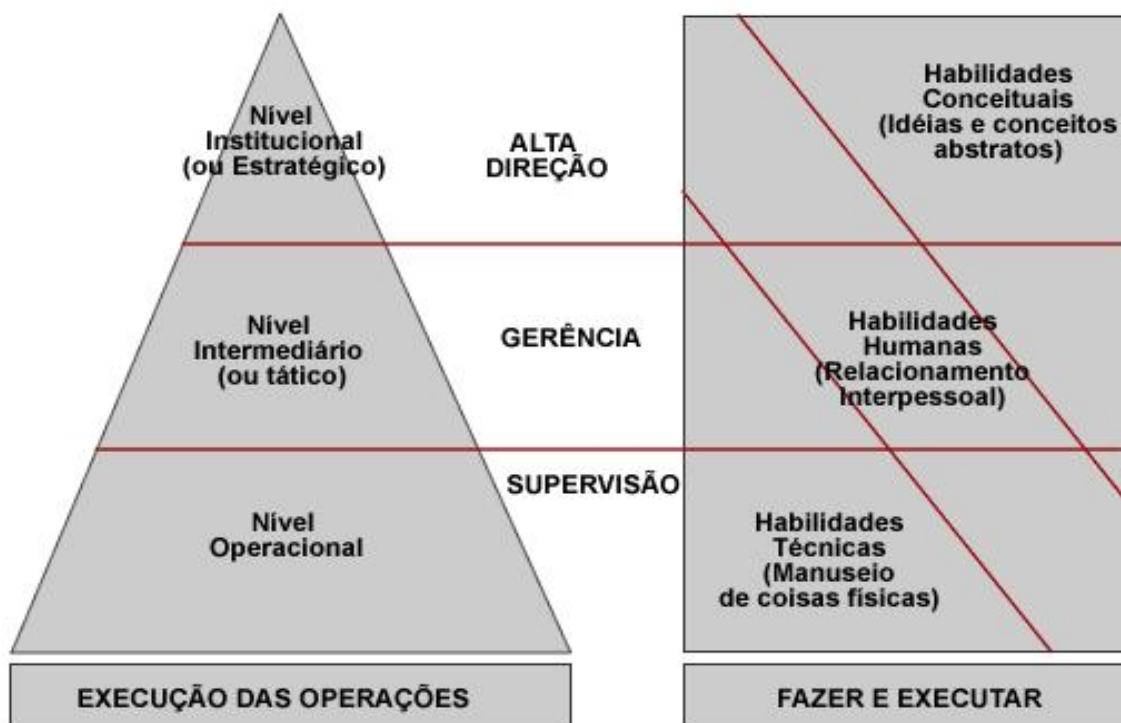 Nível
Institucional
(ou Estratégico)
ALTA
DIREÇÃO
Habilidades
Conceituais
(Idéias e conceitos
abstratos)
Nível
Intermediário
(ou tático)
GERÊNCIA
Habilidades
Humanas
(Relacionamento
Interpessoal)
SUPERVISÃO
Nível
Operacional
Habilidades
Técnicas
(Manuseio
de coisas físicas)
EXECUÇÃO DAS OPERAÇÕES
FAZER E EXECUTAR